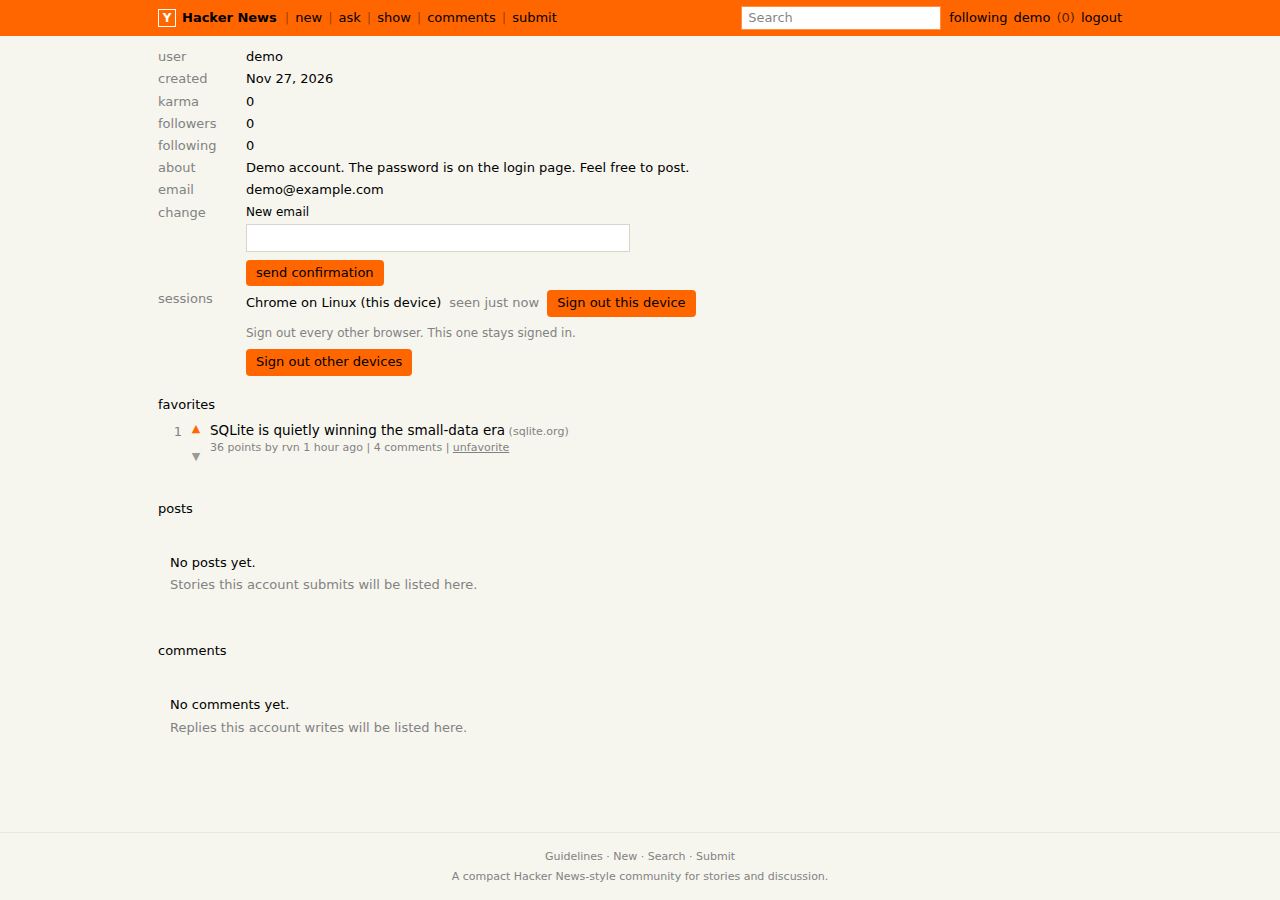 Y Hacker News | new | ask | show | comments | submit Search following demo (0) logout
user demo
created Nov 27, 2026
karma 0
followers 0
following 0
about Demo account. The password is on the login page. Feel free to post.
email demo@example.com
change New email
send confirmation
sessions Chrome on Linux (this device) seen just now Sign out this device
Sign out every other browser. This one stays signed in.
Sign out other devices
favorites
1 ▲ SQLite is quietly winning the small-data era (sqlite.org)
▼ 36 points by rvn 1 hour ago | 4 comments | unfavorite
posts
No posts yet.
Stories this account submits will be listed here.
comments
No comments yet.
Replies this account writes will be listed here.
Guidelines · New · Search · Submit
A compact Hacker News-style community for stories and discussion.